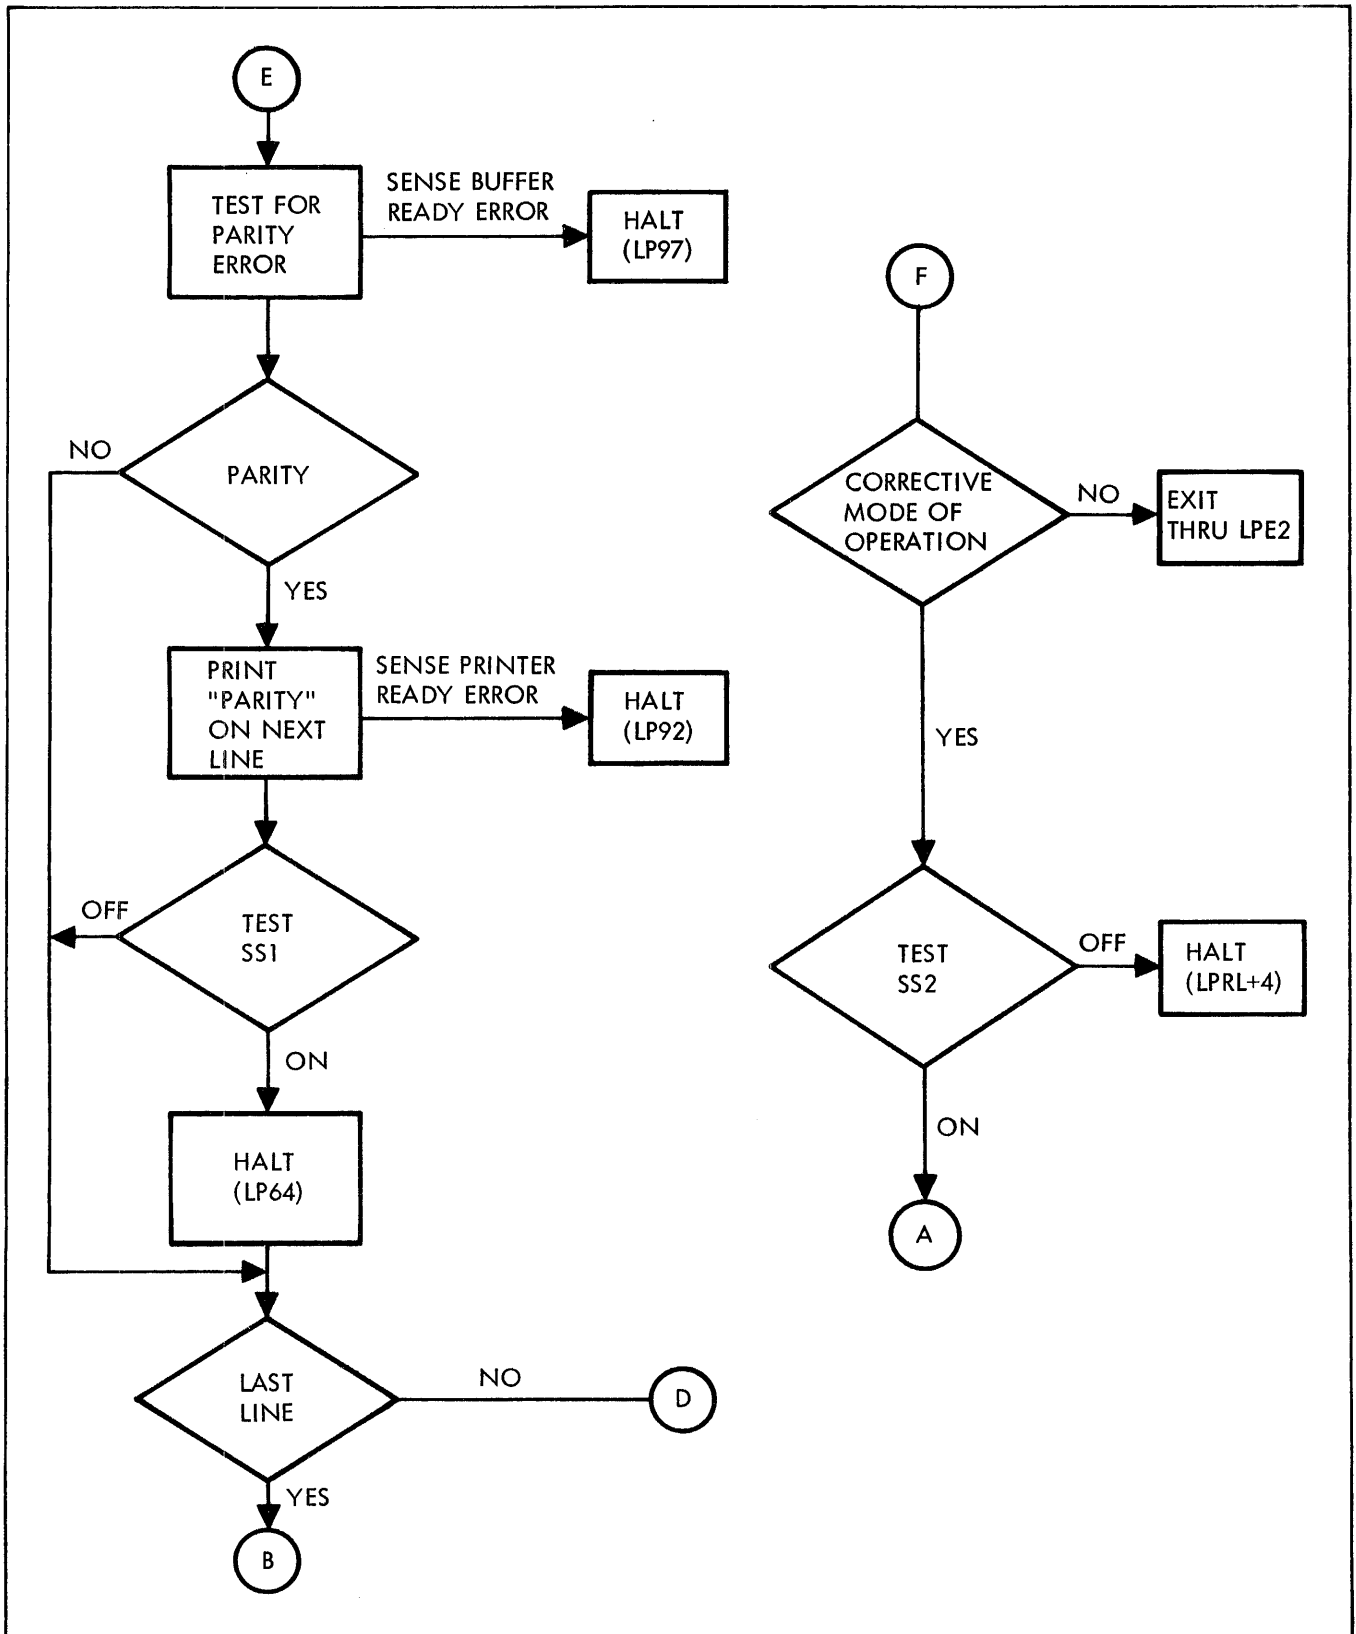 E
TEST FOR
PARITY
ERROR
SENSE BUFFER
READY ERROR
HALT
(LP97)
NO
PARITY
YES
PRINT
"PARITY"
ON NEXT
LINE
SENSE PRINTER
READY ERROR
HALT
(LP92)
OFF
TEST
SS1
ON
HALT
(LP64)
LAST
LINE
NO
D
YES
B
F
CORRECTIVE
MODE OF
OPERATION
NO
EXIT
THRU LPE2
YES
TEST
SS2
OFF
HALT
(LPRL+4)
ON
A